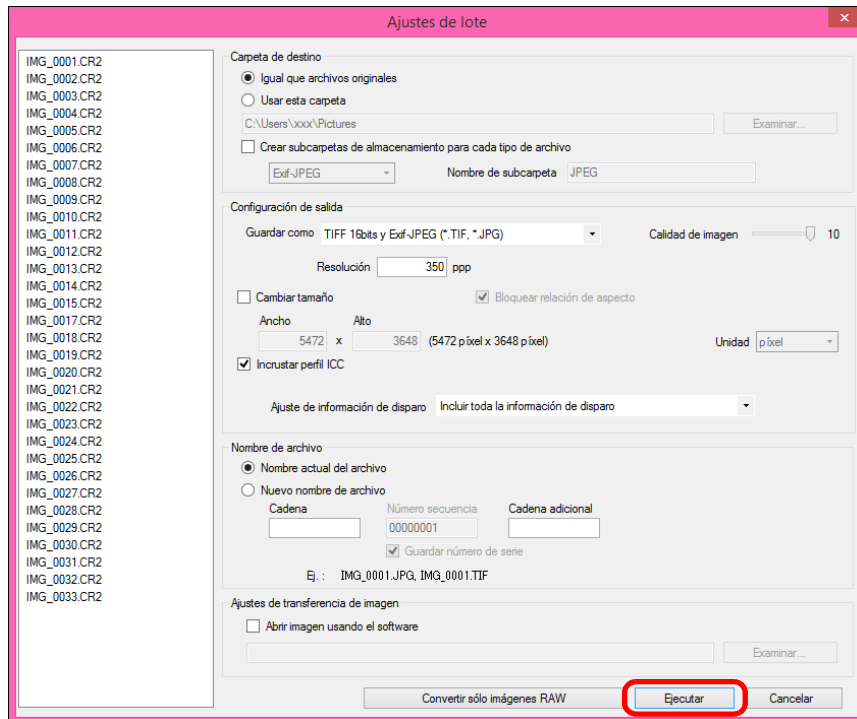 Ajustes de lote
IMG_0001.CR2
IMG_0002.CR2
IMG_0003.CR2
IMG_0004.CR2
IMG_0005.CR2
IMG_0006.CR2
IMG_0007.CR2
IMG_0008.CR2
IMG_0009.CR2
IMG_0010.CR2
IMG_0011.CR2
IMG_0012.CR2
IMG_0013.CR2
IMG_0014.CR2
IMG_0015.CR2
IMG_0017.CR2
IMG_0018.CR2
IMG_0019.CR2
IMG_0020.CR2
IMG_0021.CR2
IMG_0022.CR2
IMG_0023.CR2
IMG_0024.CR2
IMG_0025.CR2
IMG_0026.CR2
IMG_0027.CR2
IMG_0028.CR2
IMG_0029.CR2
IMG_0030.CR2
IMG_0031.CR2
IMG_0032.CR2
IMG_0033.CR2
Carpeta de destino
Igual que archivos originales
Usar esta carpeta
C:\Users\xxx\Pictures Examinar...
Crear subcarpetas de almacenamiento para cada tipo de archivo
Exif-JPEG Nombre de subcarpeta JPEG
Configuración de salida
Guardar como TIFF 16bits y Exif-JPEG (*.TIF, *.JPG) Calidad de imagen 10
Resolución 350 ppp
Cambiar tamaño Bloquear relación de aspecto
Ancho Alto
5472 x 3648 (5472 píxel x 3648 píxel) Unidad píxel
Incrustar perfil ICC
Ajuste de información de disparo Incluir toda la información de disparo
Nombre de archivo
Nombre actual del archivo
Nuevo nombre de archivo
Cadena Número secuencia Cadena adicional
00000001
Guardar número de serie
Ej. : IMG_0001.JPG, IMG_0001.TIF
Ajustes de transferencia de imagen
Abrir imagen usando el software
Examinar...
Convertir sólo imágenes RAW Ejecutar Cancelar